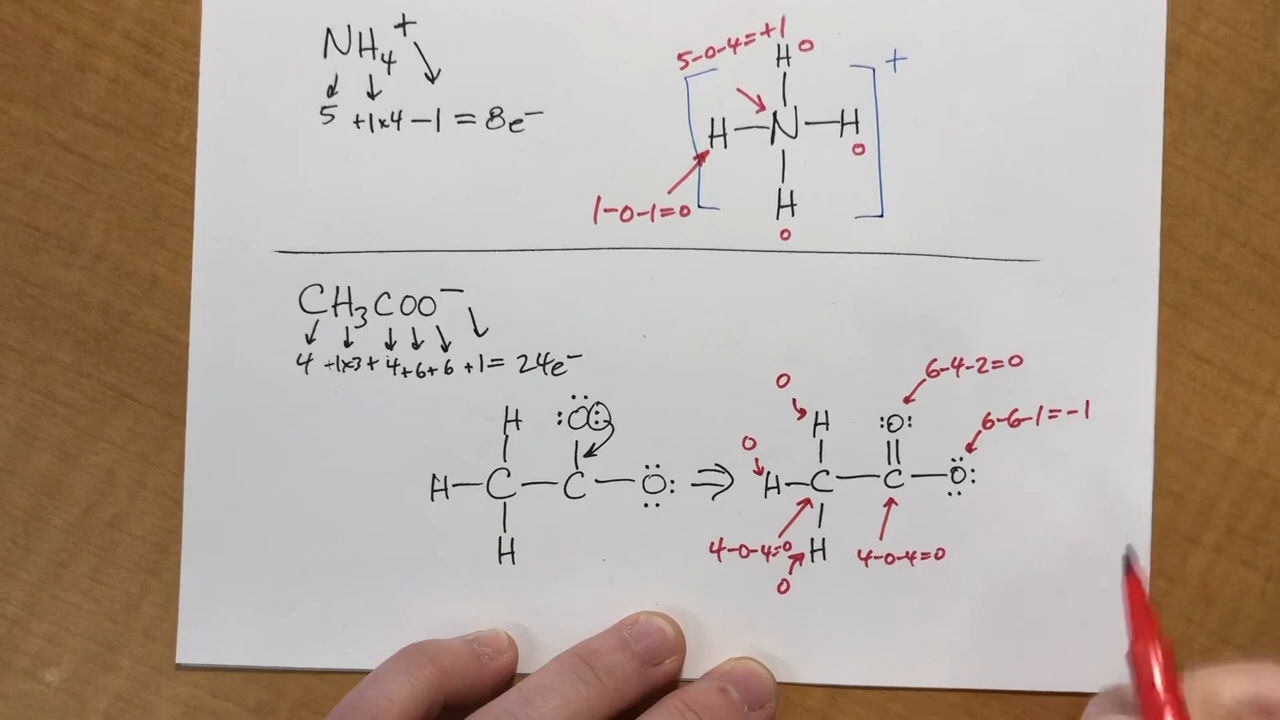 NH₄⁺
5 +1x4 −1 = 8e⁻
5-0-4=+1
H 0
+
H — N — H
0
1-0-1=0
H
0
CH₃COO⁻
4 +1x3+ 4+6+6 +1= 24e⁻
H :Ö:
H—C—C—Ö:
H
⇒
0
6-4-2=0
0
H :O:
6-6-1=-1
H—C—C—Ö:
4-0-4=0
H
4-0-4=0
0